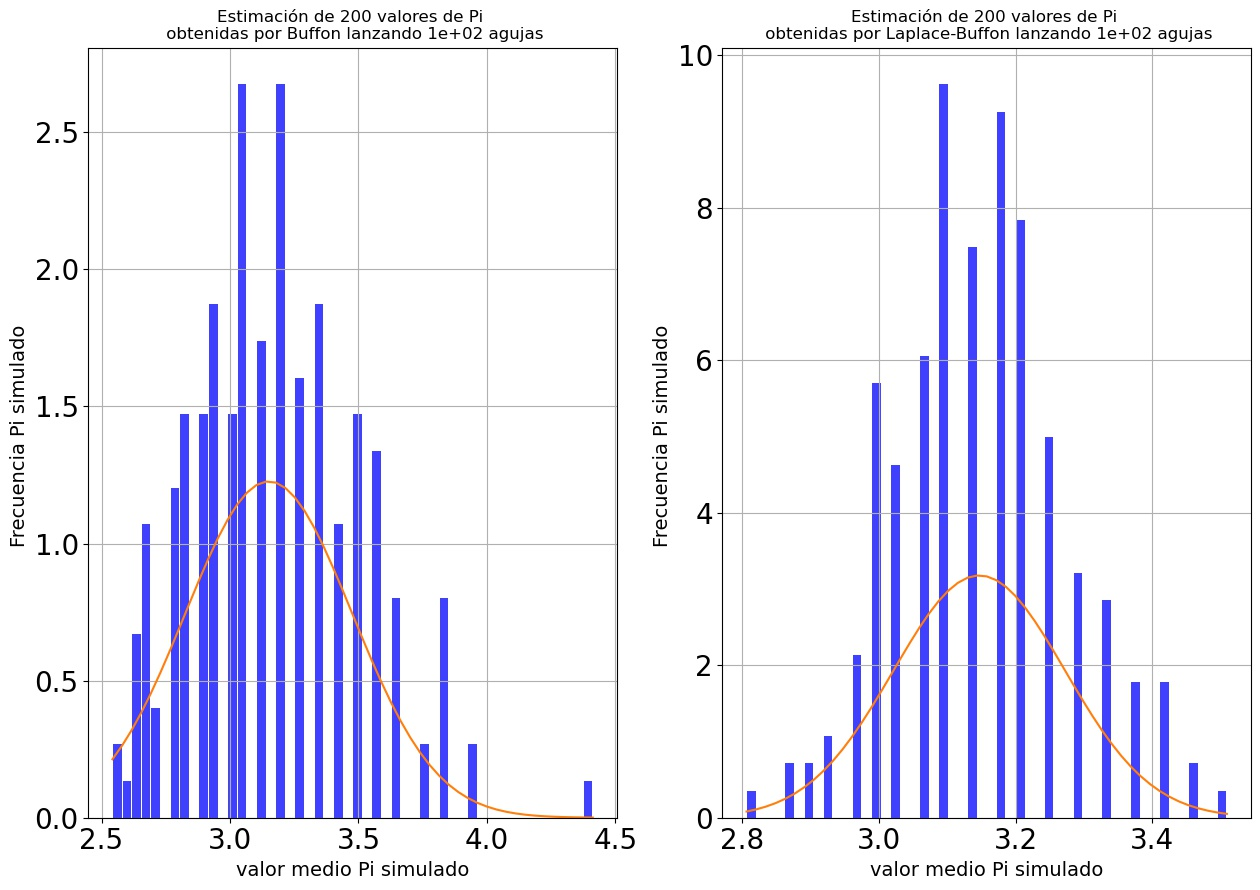 Estimación de 200 valores de Pi
obtenidas por Buffon lanzando 1e+02 agujas
Frecuencia Pi simulado
2.5
2.0
1.5
1.0
0.5
0.0
2.5
3.0
3.5
4.0
4.5
valor medio Pi simulado
Estimación de 200 valores de Pi
obtenidas por Laplace-Buffon lanzando 1e+02 agujas
Frecuencia Pi simulado
10
8
6
4
2
0
2.8
3.0
3.2
3.4
valor medio Pi simulado